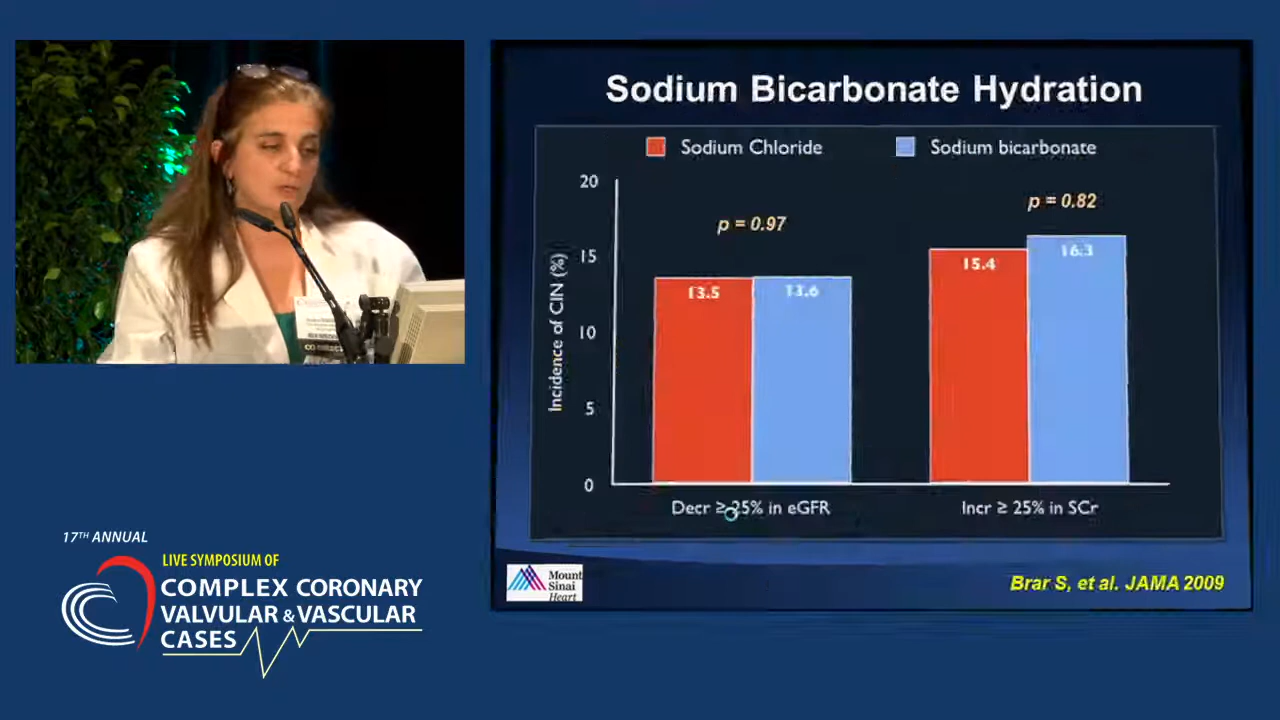 Sodium Bicarbonate Hydration
Sodium Chloride
Sodium bicarbonate
20
15
10
5
0
Incidence of CIN (%)
p = 0.97
p = 0.82
13.5
13.6
15.4
16.3
Decr ≥ 25% in eGFR
Incr ≥ 25% in SCr
Mount
Sinai
Heart
Brar S, et al. JAMA 2009
17TH ANNUAL
LIVE SYMPOSIUM OF
COMPLEX CORONARY
VALVULAR & VASCULAR
CASES